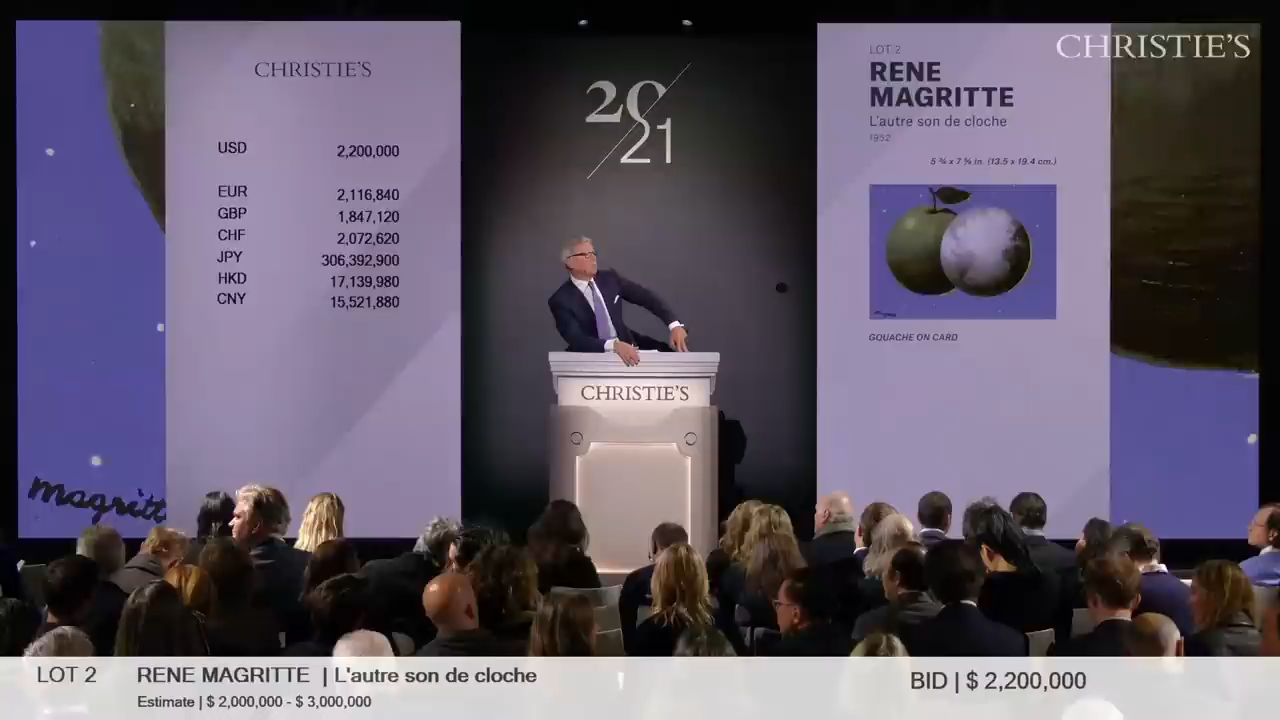 CHRISTIE'S
USD 2,200,000
EUR 2,116,840
GBP 1,847,120
CHF 2,072,620
JPY 306,392,900
HKD 17,139,980
CNY 15,521,880
Magritt
20
21
CHRISTIE'S
LOT 2
RENE
MAGRITTE
L'autre son de cloche
1952
5 ¾ x 7 ⅝ in. (13.5 x 19.4 cm.)
GOUACHE ON CARD
CHRISTIE'S
LOT 2 RENE MAGRITTE | L'autre son de cloche
Estimate | $ 2,000,000 - $ 3,000,000
BID | $ 2,200,000